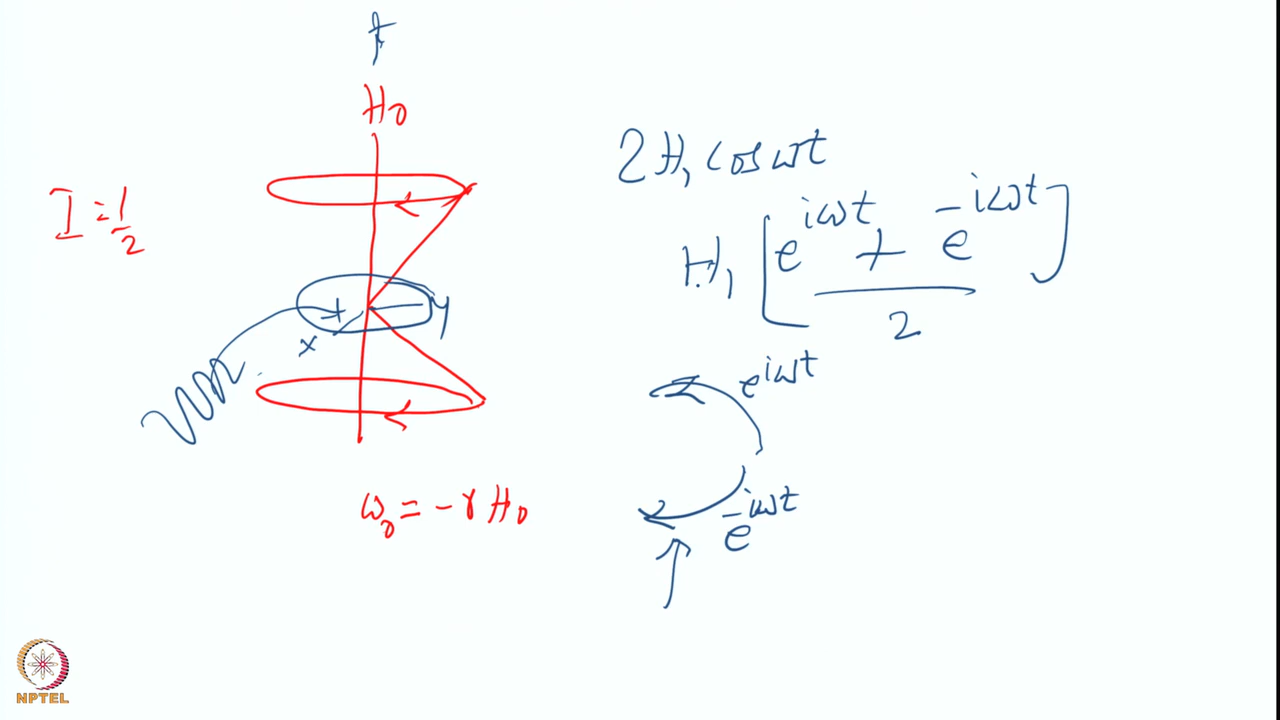 H₀
I = 1/2
2H₁ cos ωt
H₁ [e^{iωt} + e^{-iωt}]
2
x
y
e^{iωt}
ω₀ = -γ H₀
e^{-iωt}
NPTEL